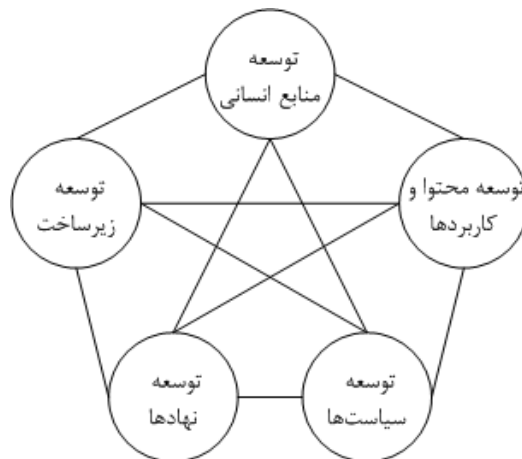 توسعه
منابع انسانی
توسعه محتوا و
کاربردها
توسعه
زیرساخت
توسعه
سیاست‌ها
توسعه
نهادها